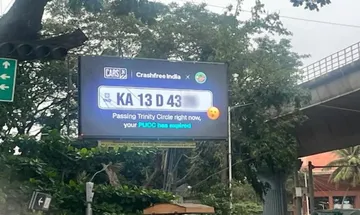 CARS24 | Crashfree India x
KA 13 D 43
Passing Trinity Circle right now,
your PUCC has expired